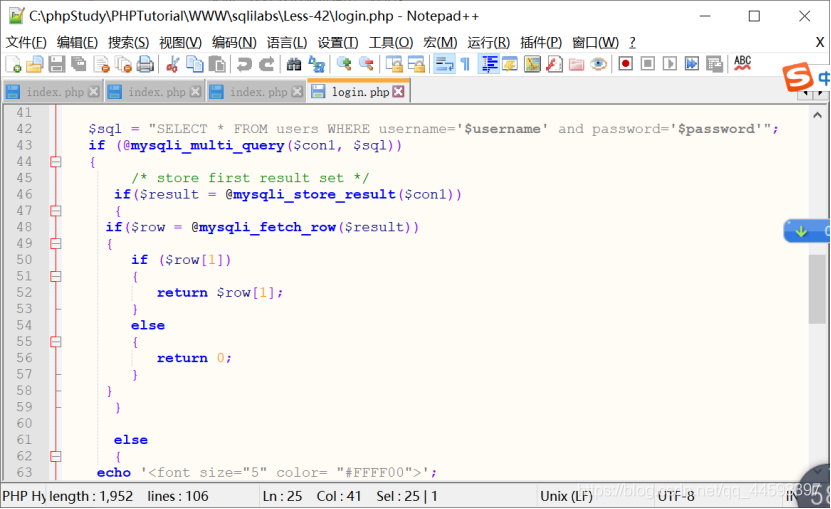 C:\phpStudy\PHPTutorial\WWW\sqlilabs\Less-42\login.php - Notepad++
文件(F) 编辑(E) 搜索(S) 视图(V) 编码(N) 语言(L) 设置(T) 工具(O) 宏(M) 运行(R) 插件(P) 窗口(W) ? X
ABC
S 中
index.php index.php index.php login.php
41
42 $sql = "SELECT * FROM users WHERE username='$username' and password='$password'";
43 if (@mysqli_multi_query($con1, $sql))
44 {
45 /* store first result set */
46 if($result = @mysqli_store_result($con1))
47 {
48 if($row = @mysqli_fetch_row($result))
49 {
50 if ($row[1])
51 {
52 return $row[1];
53 }
54 else
55 {
56 return 0;
57 }
58 }
59 }
60
61 else
62 {
63 echo '<font size="5" color= "#FFFF00">';
PHP Hy length : 1,952 lines : 106 Ln : 25 Col : 41 Sel : 25 | 1 Unix (LF) UTF-8 IN
58